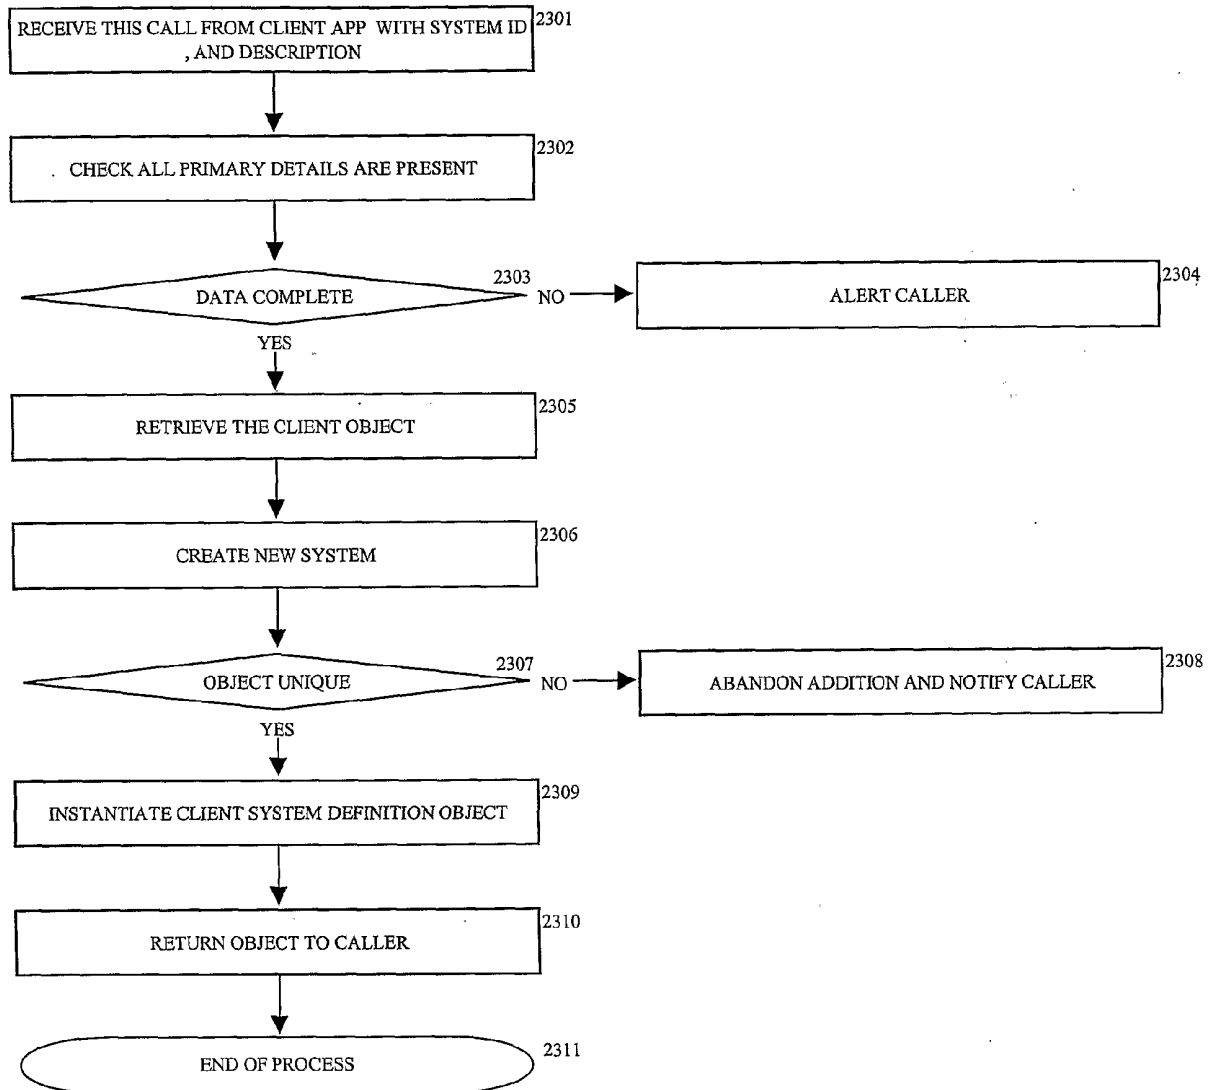 RECEIVE THIS CALL FROM CLIENT APP WITH SYSTEM ID
, AND DESCRIPTION
2301
CHECK ALL PRIMARY DETAILS ARE PRESENT
2302
DATA COMPLETE
2303
NO
ALERT CALLER
2304
YES
RETRIEVE THE CLIENT OBJECT
2305
CREATE NEW SYSTEM
2306
OBJECT UNIQUE
2307
NO
ABANDON ADDITION AND NOTIFY CALLER
2308
YES
INSTANTIATE CLIENT SYSTEM DEFINITION OBJECT
2309
RETURN OBJECT TO CALLER
2310
END OF PROCESS
2311